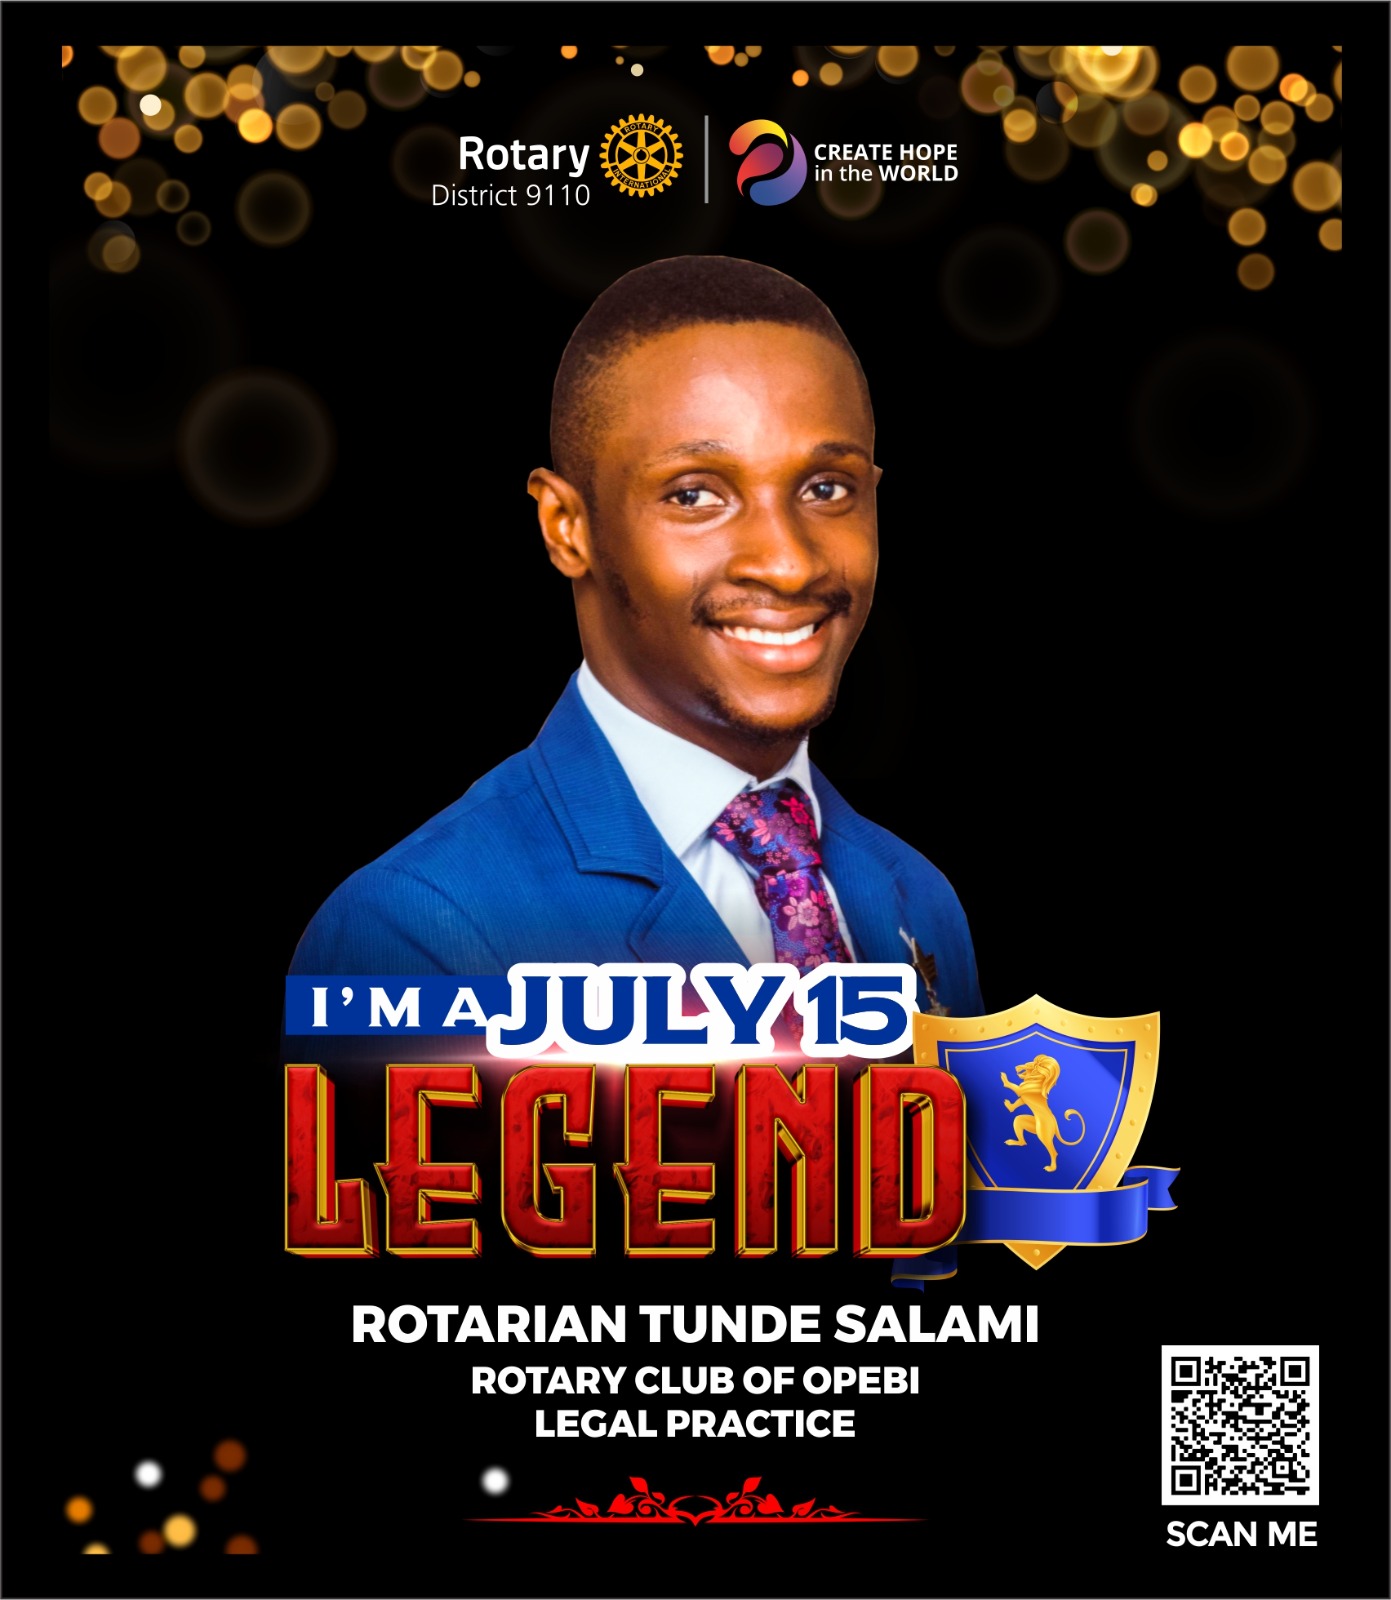 Rotary
District 9110
ROTARY
INTERNATIONAL
CREATE HOPE
in the WORLD
I'M A JULY 15
LEGEND
ROTARIAN TUNDE SALAMI
ROTARY CLUB OF OPEBI
LEGAL PRACTICE
SCAN ME